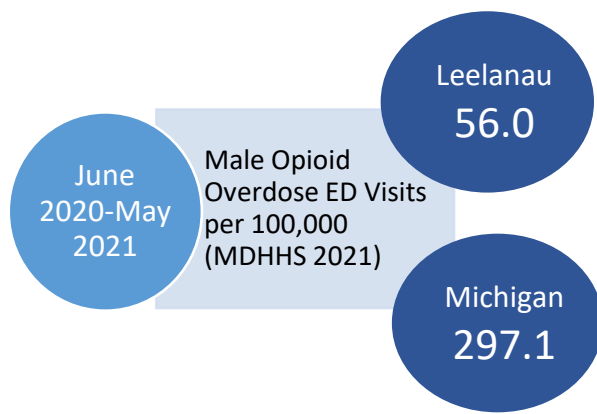 June
2020-May
2021
Male Opioid
Overdose ED Visits
per 100,000
(MDHHS 2021)
Leelanau
56.0
Michigan
297.1